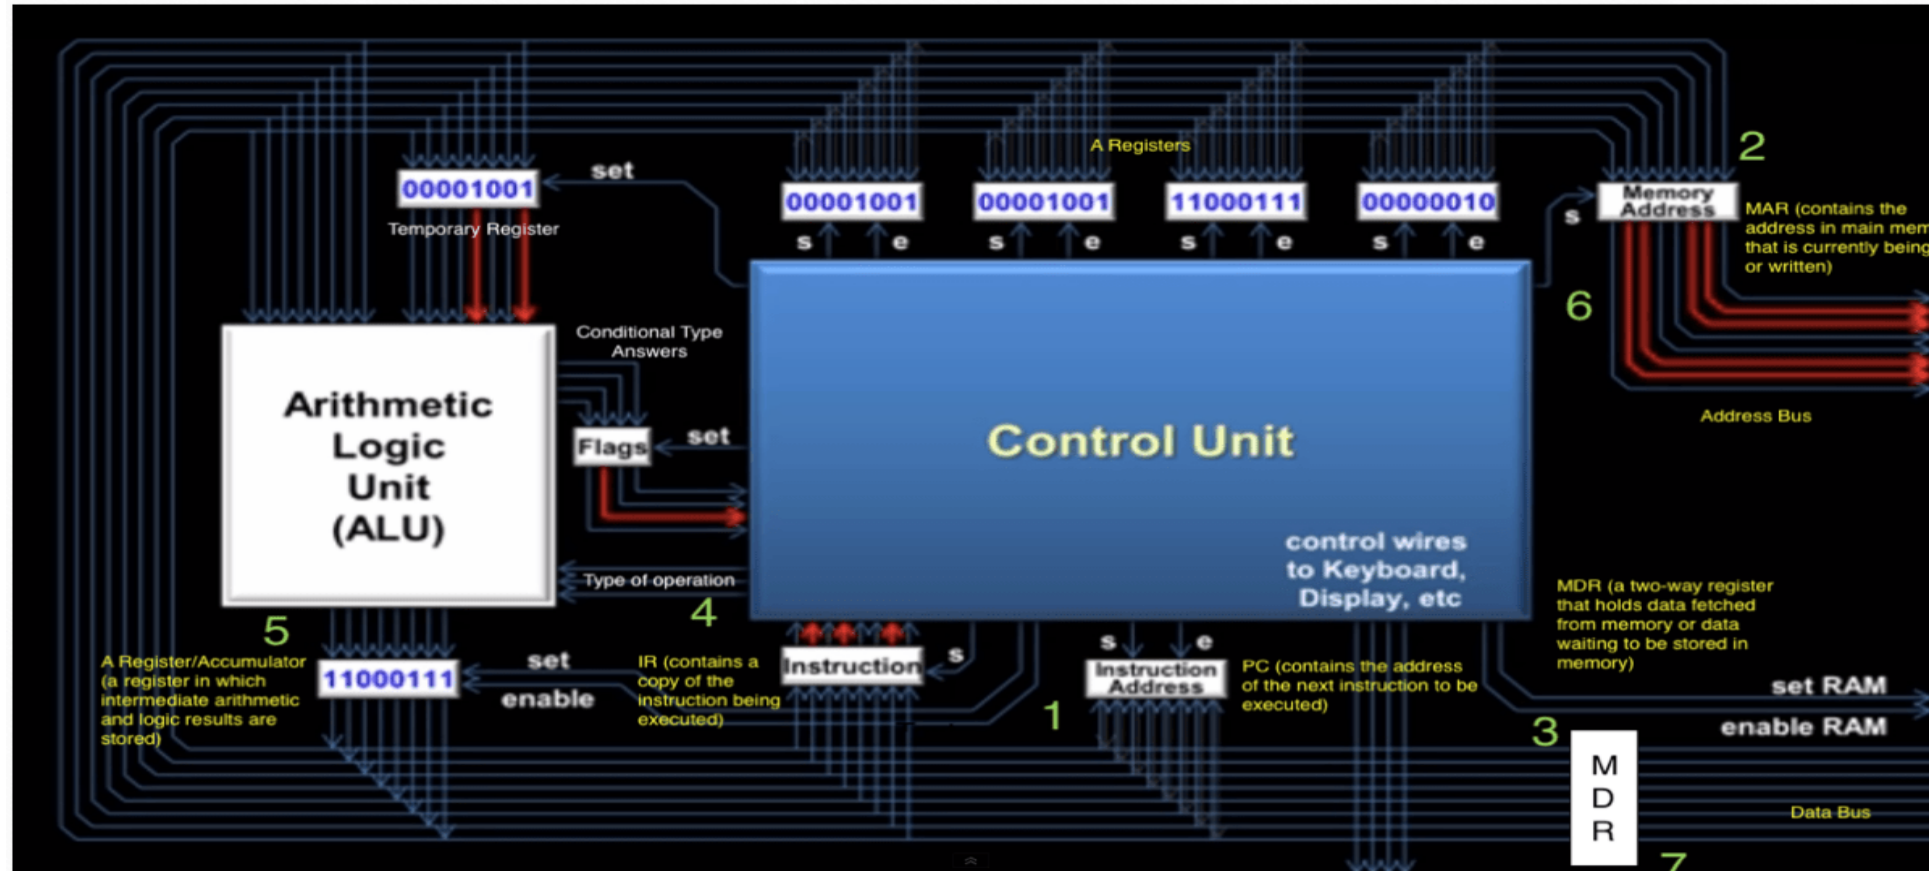 A Registers
2
00001001
set
00001001
00001001
11000111
00000010
Memory
Address
s
MAR (contains the
address in main mem
that is currently being
or written)
Temporary Register
s
e
s
e
s
e
s
e
6
Conditional Type
Answers
Arithmetic
Logic
Unit
(ALU)
Flags
set
Control Unit
Address Bus
control wires
to Keyboard,
Display, etc
Type of operation
4
5
MDR (a two-way register
that holds data fetched
from memory or data
waiting to be stored in
memory)
A Register/Accumulator
(a register in which
intermediate arithmetic
and logic results are
stored)
11000111
set
enable
IR (contains a
copy of the
instruction being
executed)
Instruction
s
s
e
Instruction
Address
1
PC (contains the address
of the next instruction to be
executed)
set RAM
enable RAM
3
M
D
R
Data Bus
7